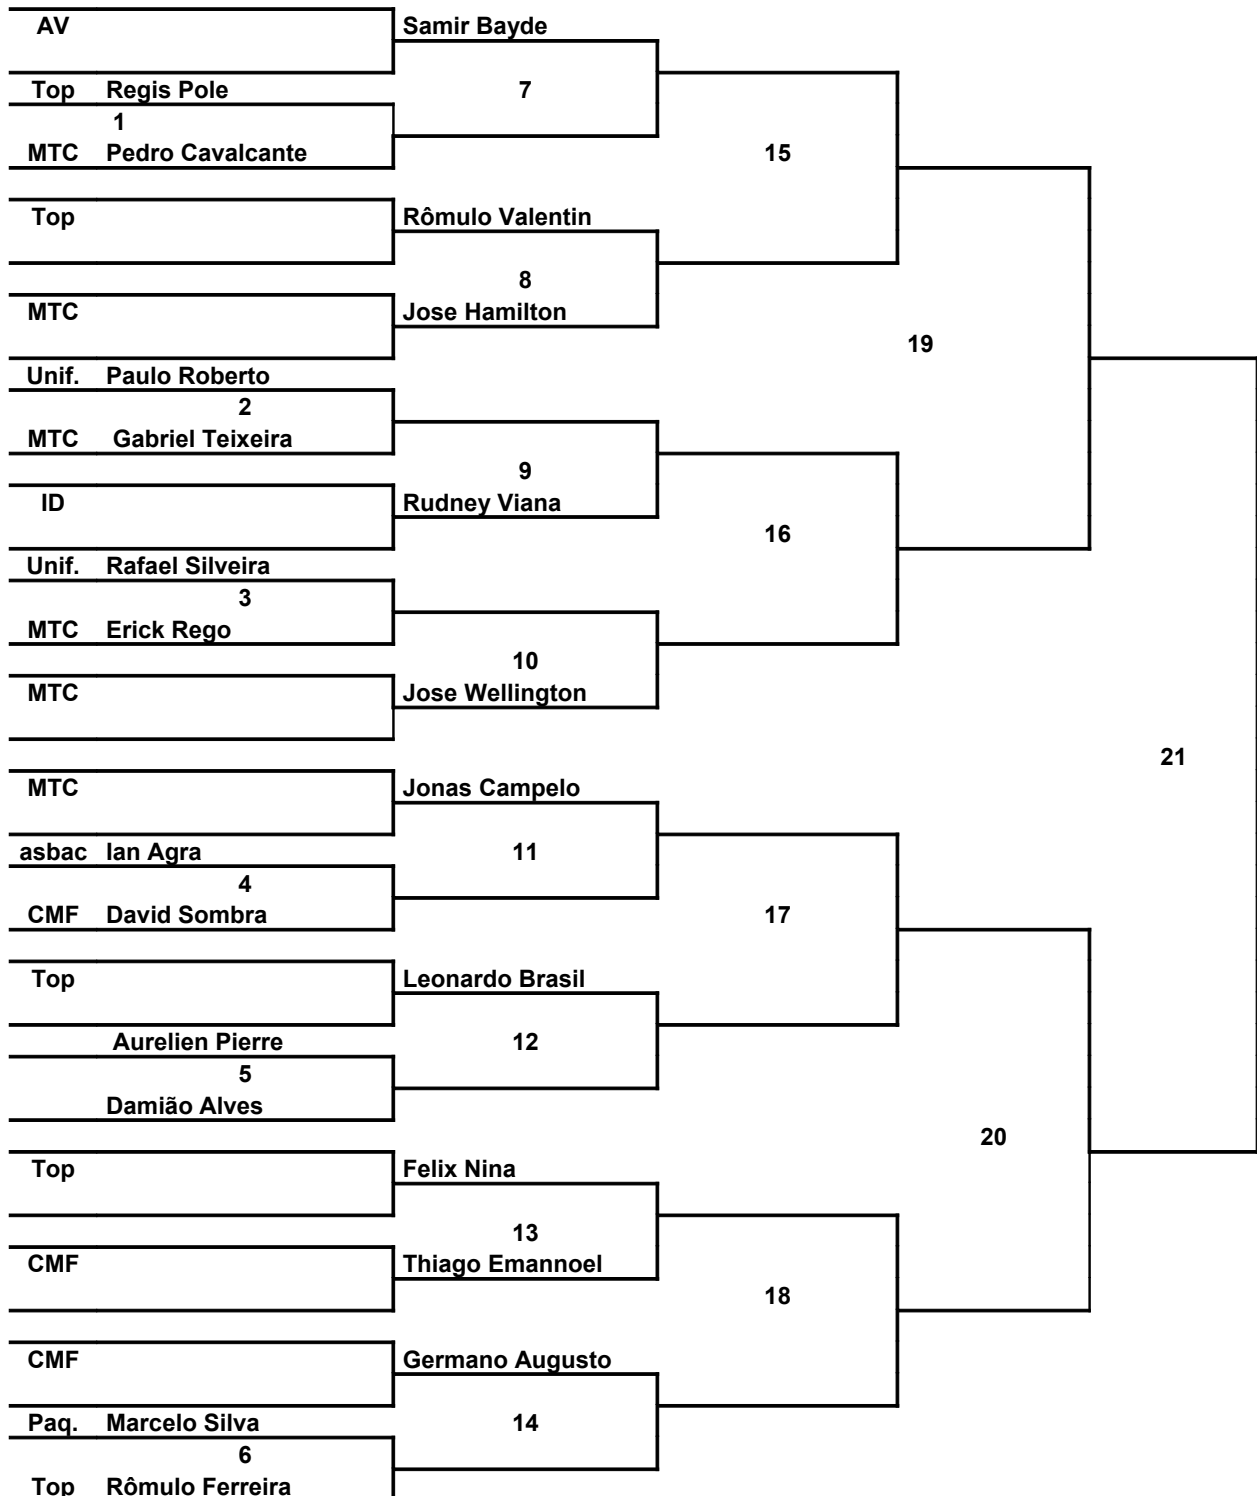 AV Samir Bayde
Top Regis Pole 7
1
MTC Pedro Cavalcante 15
Top Rômulo Valentin
8
MTC Jose Hamilton
19
Unif. Paulo Roberto
2
MTC Gabriel Teixeira
9
ID Rudney Viana
16
Unif. Rafael Silveira
3
MTC Erick Rego
10
MTC Jose Wellington
21
MTC Jonas Campelo
asbac Ian Agra 11
4
CMF David Sombra 17
Top Leonardo Brasil
Aurelien Pierre 12
5
Damião Alves
20
Top Felix Nina
13
CMF Thiago Emannoel
18
CMF Germano Augusto
Paq. Marcelo Silva 14
6
Top Rômulo Ferreira